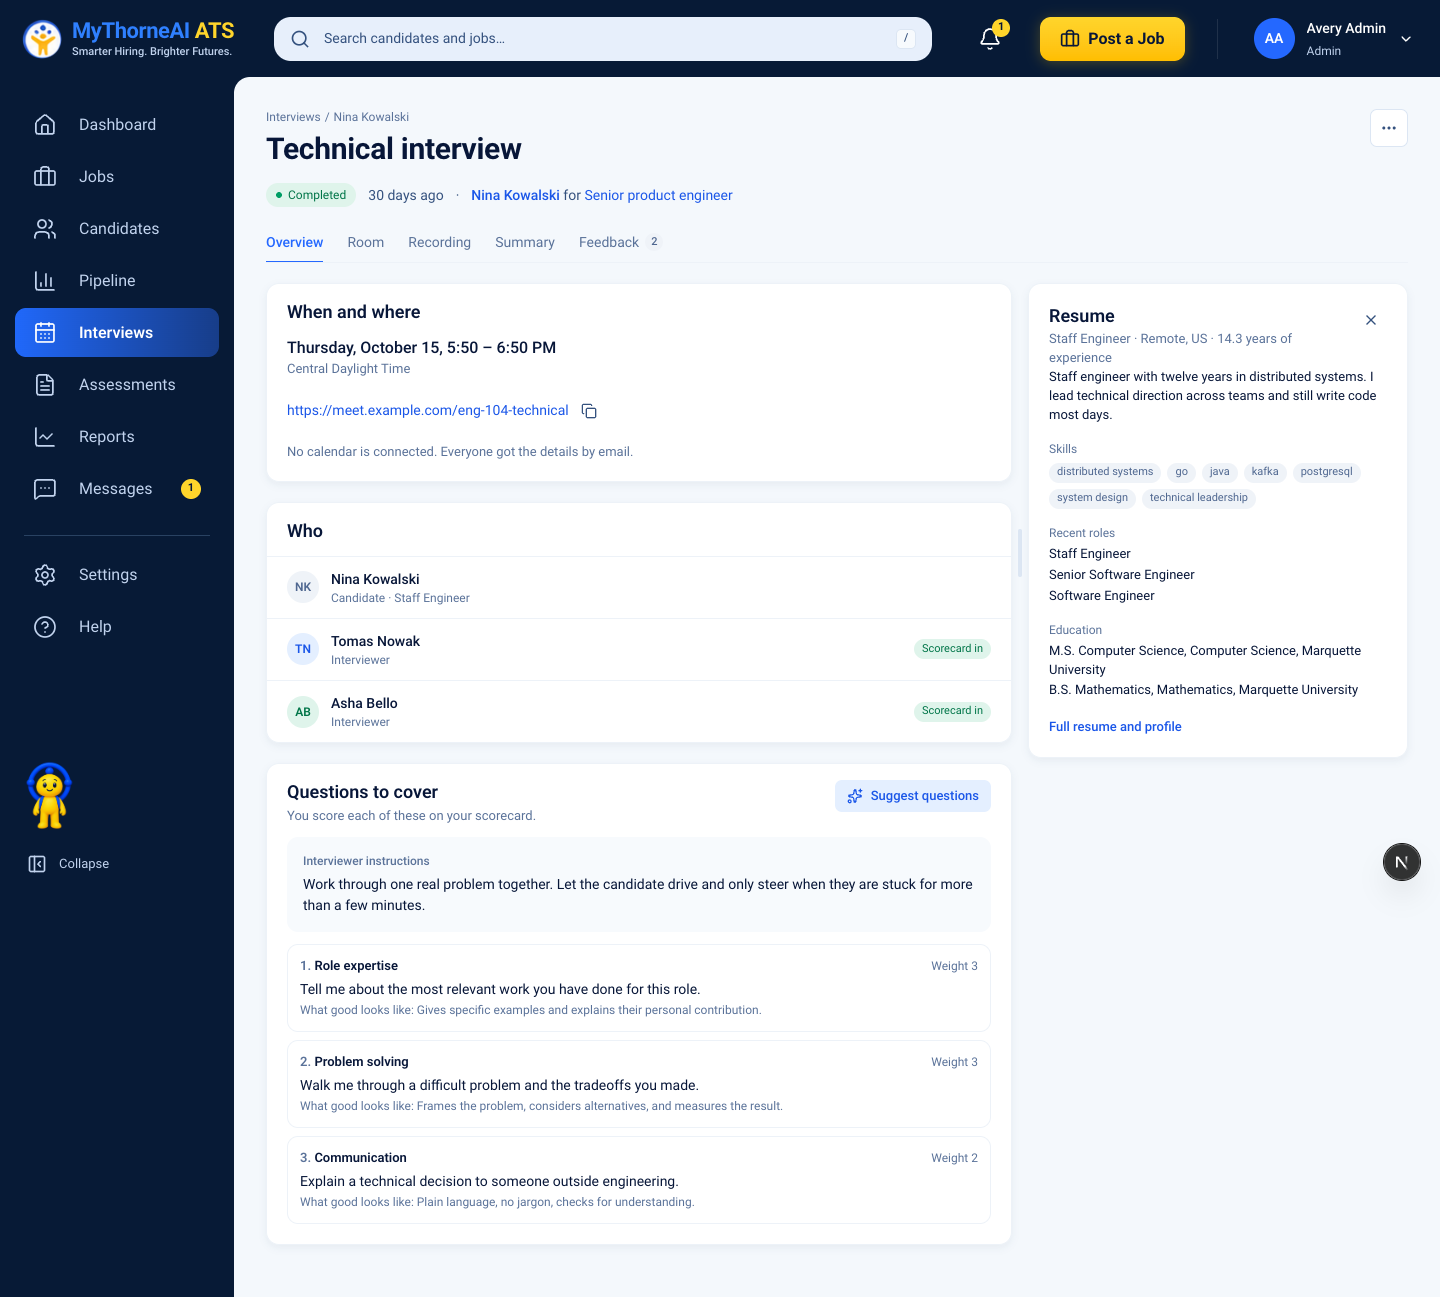 MyThorneAI ATS
Smarter Hiring. Brighter Futures.
Search candidates and jobs...
/
1
Post a Job
AA
Avery Admin
Admin
Dashboard
Jobs
Candidates
Pipeline
Interviews
Assessments
Reports
Messages
1
Settings
Help
Collapse
Interviews / Nina Kowalski
Technical interview
Completed
30 days ago · Nina Kowalski for Senior product engineer
Overview
Room
Recording
Summary
Feedback 2
When and where
Thursday, October 15, 5:50 – 6:50 PM
Central Daylight Time
https://meet.example.com/eng-104-technical
No calendar is connected. Everyone got the details by email.
Who
NK
Nina Kowalski
Candidate · Staff Engineer
TN
Tomas Nowak
Interviewer
Scorecard in
AB
Asha Bello
Interviewer
Scorecard in
Questions to cover
You score each of these on your scorecard.
Suggest questions
Interviewer instructions
Work through one real problem together. Let the candidate drive and only steer when they are stuck for more
than a few minutes.
1. Role expertise
Weight 3
Tell me about the most relevant work you have done for this role.
What good looks like: Gives specific examples and explains their personal contribution.
2. Problem solving
Weight 3
Walk me through a difficult problem and the tradeoffs you made.
What good looks like: Frames the problem, considers alternatives, and measures the result.
3. Communication
Weight 2
Explain a technical decision to someone outside engineering.
What good looks like: Plain language, no jargon, checks for understanding.
Resume
Staff Engineer · Remote, US · 14.3 years of
experience
Staff engineer with twelve years in distributed systems. I
lead technical direction across teams and still write code
most days.
Skills
distributed systems
go
java
kafka
postgresql
system design
technical leadership
Recent roles
Staff Engineer
Senior Software Engineer
Software Engineer
Education
M.S. Computer Science, Computer Science, Marquette
University
B.S. Mathematics, Mathematics, Marquette University
Full resume and profile
N